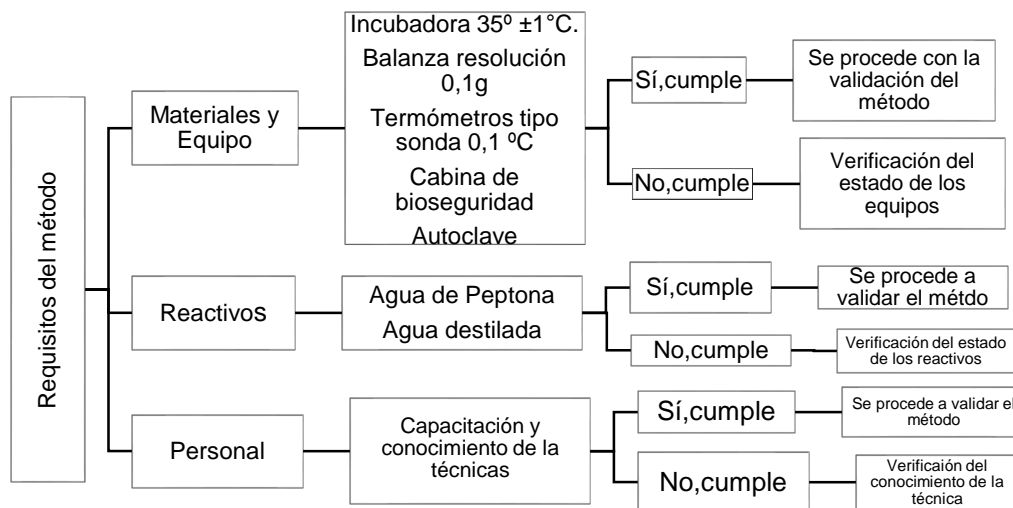 Requisitos del método
Materiales y
Equipo
Incubadora 35º ±1°C.
Balanza resolución
0,1g
Termómetros tipo
sonda 0,1 ºC
Cabina de
bioseguridad
Autoclave
Sí,cumple
Se procede con la
validación del
método
No,cumple
Verificación del
estado de los
equipos
Reactivos
Agua de Peptona
Agua destilada
Sí,cumple
Se procede a
validar el métdo
No,cumple
Verificación del estado
de los reactivos
Personal
Capacitación y
conocimiento de la
técnicas
Sí,cumple
Se procede a validar el
método
No,cumple
Verificaión del
conocimiento de la
técnica